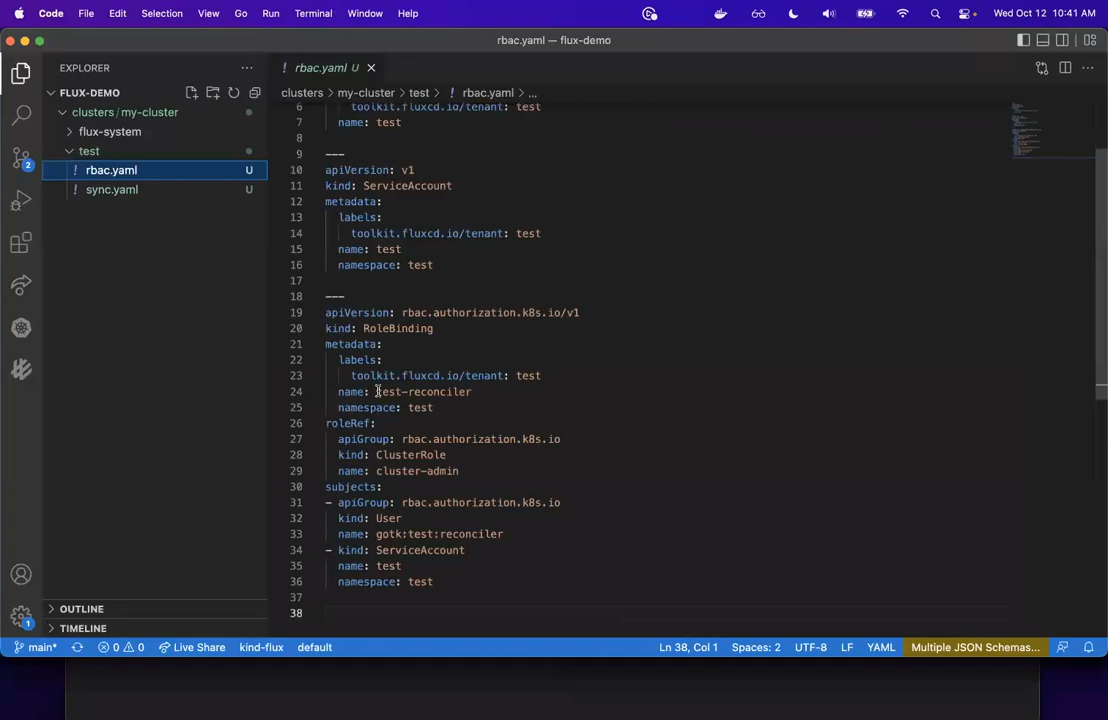 Code File Edit Selection View Go Run Terminal Window Help Wed Oct 12 10:41 AM
rbac.yaml — flux-demo
EXPLORER
FLUX-DEMO
clusters / my-cluster
flux-system
test
rbac.yaml U
sync.yaml U
OUTLINE
TIMELINE
2
1
! rbac.yaml U
clusters > my-cluster > test > ! rbac.yaml > ...
6 toolkit.fluxcd.io/tenant: test
7 name: test
8
9 ---
10 apiVersion: v1
11 kind: ServiceAccount
12 metadata:
13 labels:
14 toolkit.fluxcd.io/tenant: test
15 name: test
16 namespace: test
17
18 ---
19 apiVersion: rbac.authorization.k8s.io/v1
20 kind: RoleBinding
21 metadata:
22 labels:
23 toolkit.fluxcd.io/tenant: test
24 name: test-reconciler
25 namespace: test
26 roleRef:
27 apiGroup: rbac.authorization.k8s.io
28 kind: ClusterRole
29 name: cluster-admin
30 subjects:
31 - apiGroup: rbac.authorization.k8s.io
32 kind: User
33 name: gotk:test:reconciler
34 - kind: ServiceAccount
35 name: test
36 namespace: test
37
38
main* 0 0 Live Share kind-flux default Ln 38, Col 1 Spaces: 2 UTF-8 LF YAML Multiple JSON Schemas...